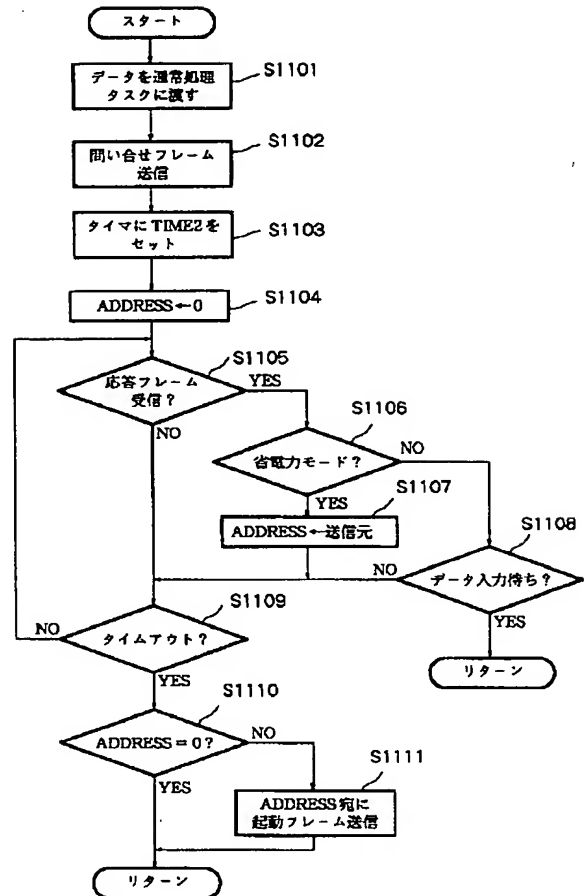 スタート
データを通常処理
タスクに渡す
S1101
問い合せフレーム
送信
S1102
タイマに TIME2を
セット
S1103
ADDRESS←0
S1104
S1105
応答フレーム
受信?
YES
NO
S1106
省電力モード?
NO
YES
S1107
ADDRESS←送信元
S1108
データ入力待ち?
NO
YES
リターン
S1109
タイムアウト?
NO
YES
S1110
ADDRESS=0?
NO
YES
S1111
ADDRESS宛に
起動フレーム送信
リターン